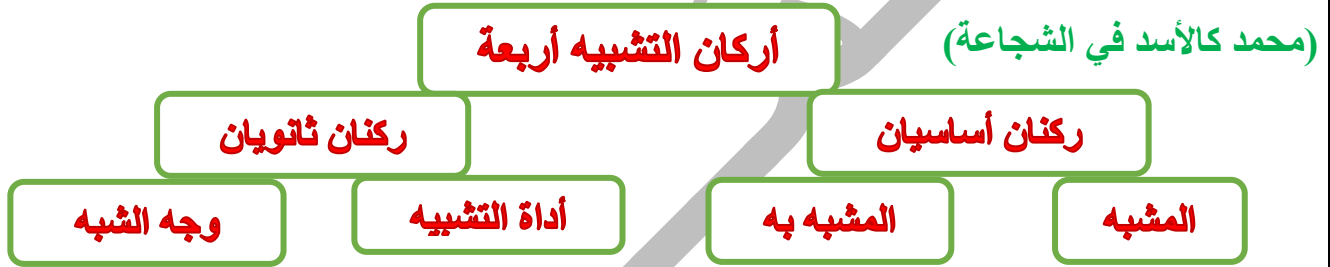 (محمد كالأسد في الشجاعة)
أركان التشبيه أربعة
ركنان أساسيان
ركنان ثانويان
المشبه
المشبه به
أداة التشبيه
وجه الشبه